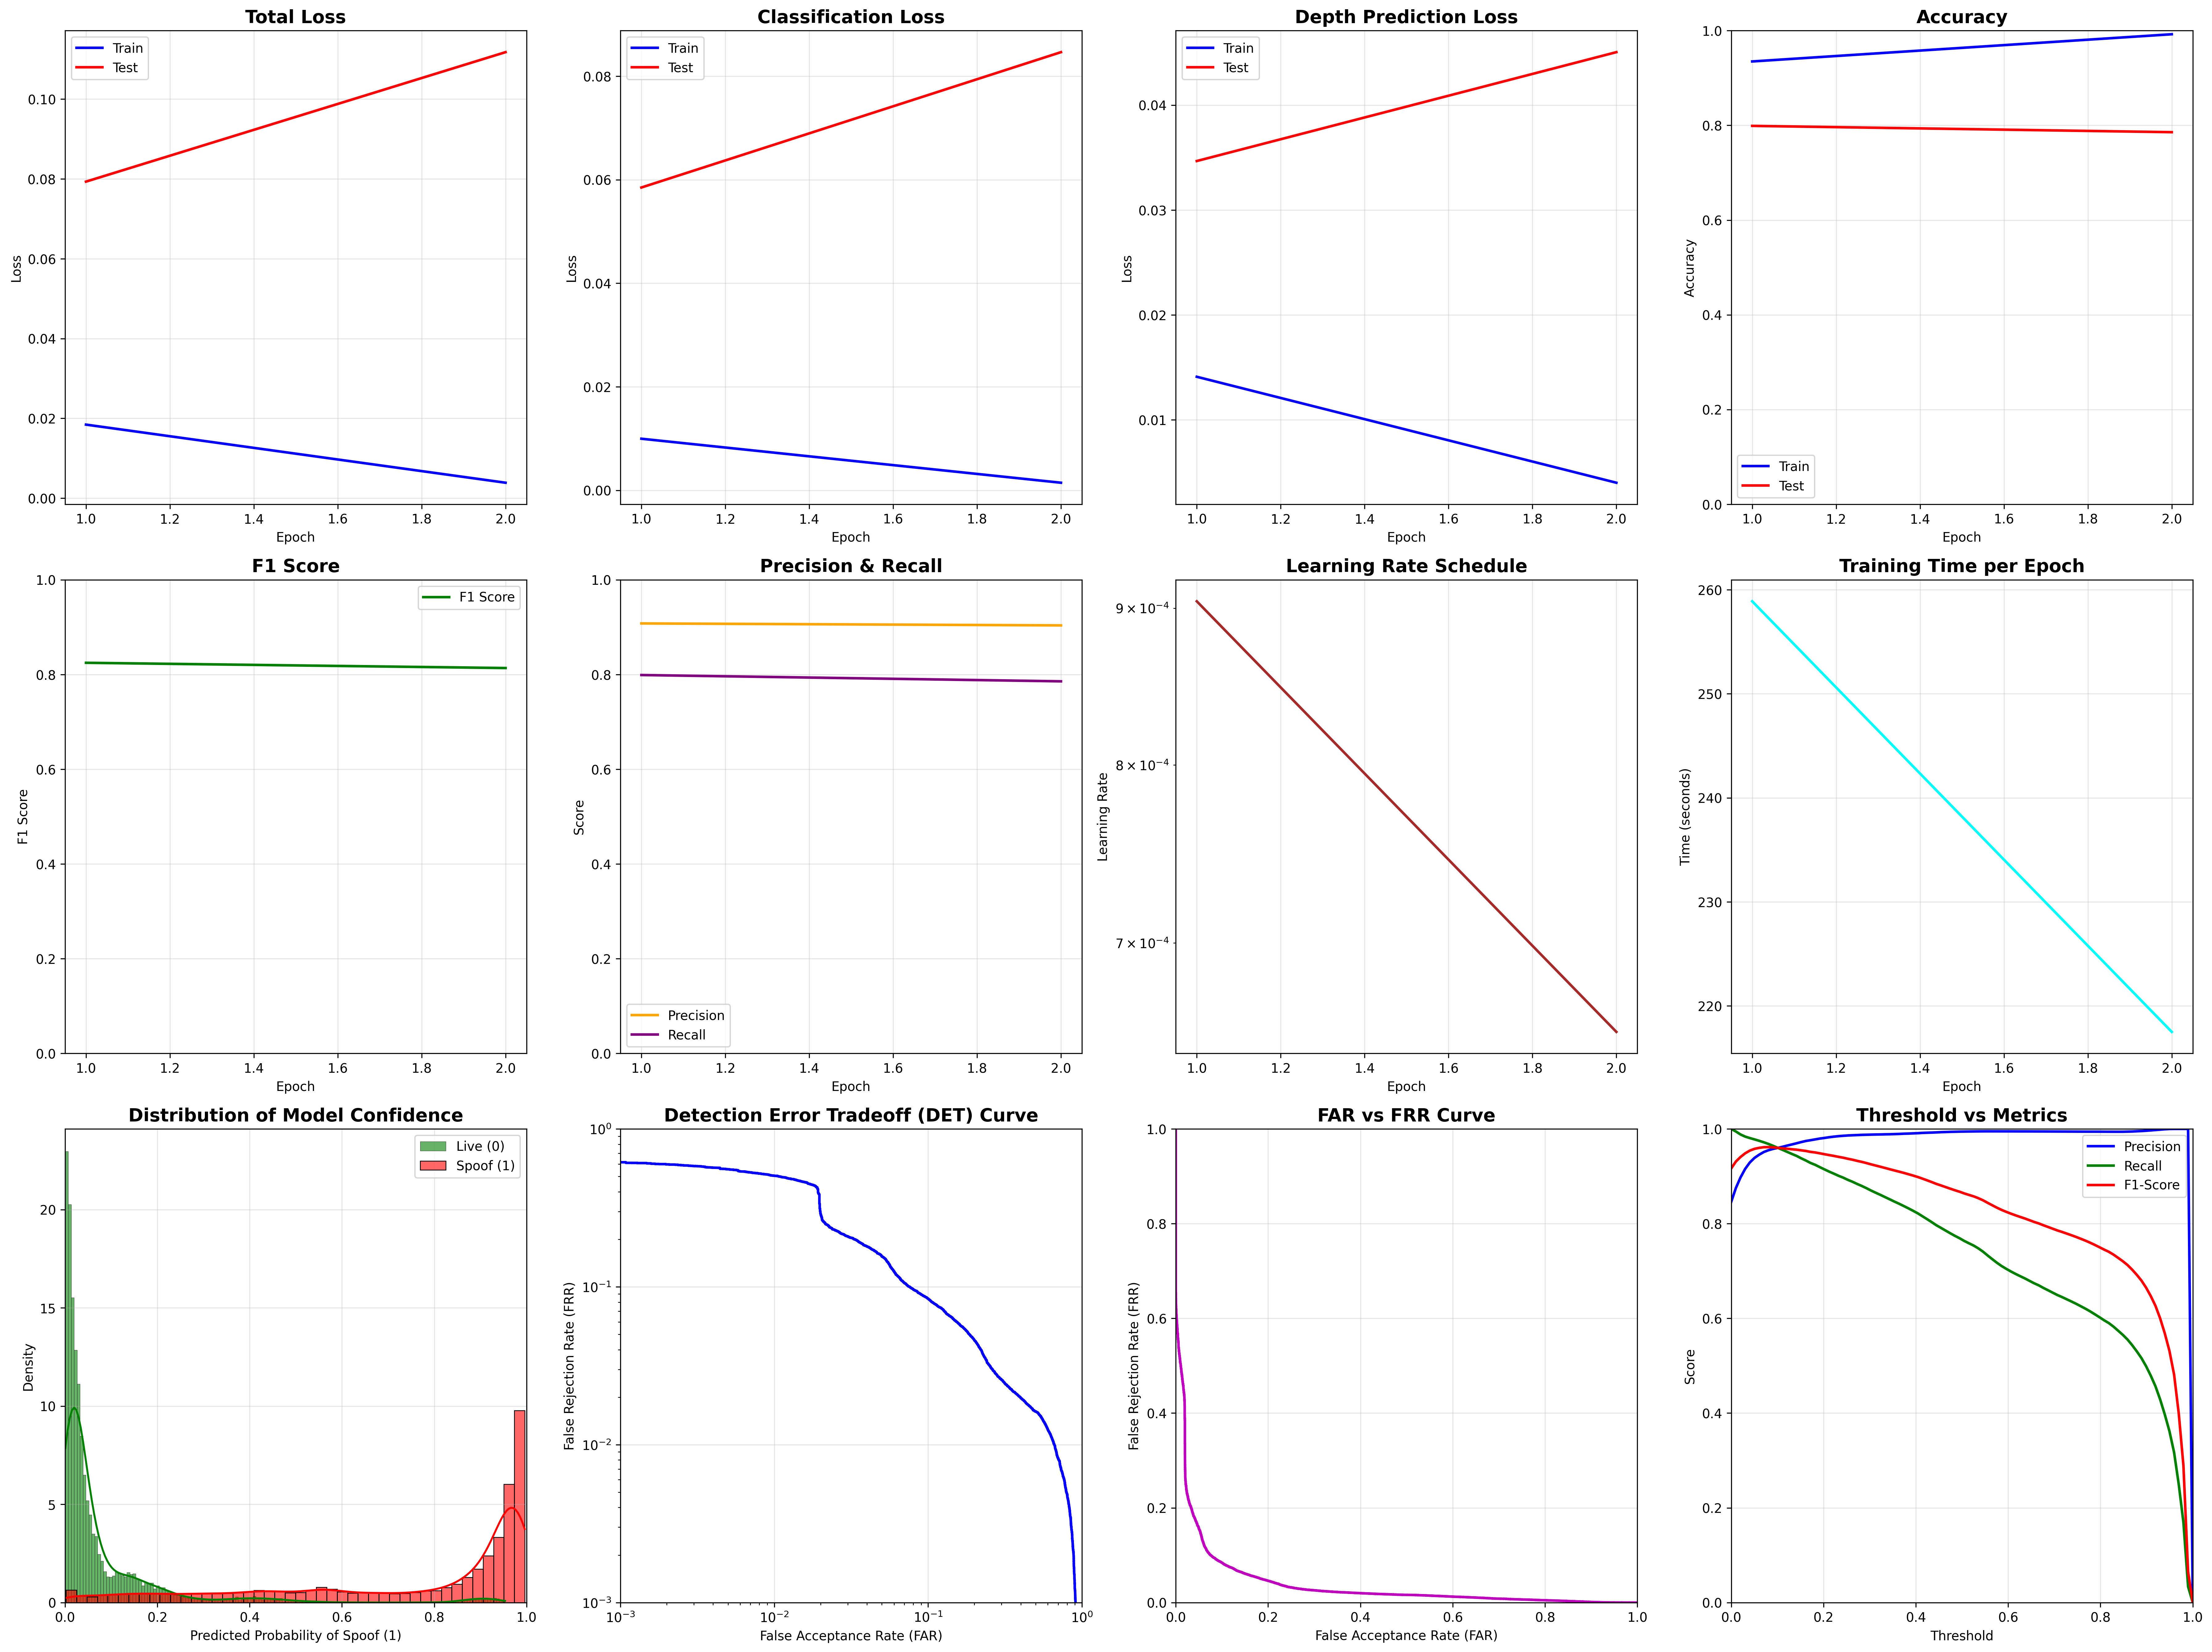 Total Loss
Train
Test
0.10
0.08
0.06
0.04
0.02
0.00
Loss
1.0 1.2 1.4 1.6 1.8 2.0
Epoch
Classification Loss
Train
Test
0.08
0.06
0.04
0.02
0.00
Loss
1.0 1.2 1.4 1.6 1.8 2.0
Epoch
Depth Prediction Loss
Train
Test
0.04
0.03
0.02
0.01
Loss
1.0 1.2 1.4 1.6 1.8 2.0
Epoch
Accuracy
1.0
0.8
0.6
0.4
0.2
0.0
Accuracy
Train
Test
1.0 1.2 1.4 1.6 1.8 2.0
Epoch
F1 Score
F1 Score
1.0
0.8
0.6
0.4
0.2
0.0
F1 Score
1.0 1.2 1.4 1.6 1.8 2.0
Epoch
Precision & Recall
1.0
0.8
0.6
0.4
0.2
0.0
Score
Precision
Recall
1.0 1.2 1.4 1.6 1.8 2.0
Epoch
Learning Rate Schedule
9 × 10⁻⁴
8 × 10⁻⁴
7 × 10⁻⁴
Learning Rate
1.0 1.2 1.4 1.6 1.8 2.0
Epoch
Training Time per Epoch
260
250
240
230
220
Time (seconds)
1.0 1.2 1.4 1.6 1.8 2.0
Epoch
Distribution of Model Confidence
Live (0)
Spoof (1)
20
15
10
5
0
Density
0.0 0.2 0.4 0.6 0.8 1.0
Predicted Probability of Spoof (1)
Detection Error Tradeoff (DET) Curve
10⁰
10⁻¹
10⁻²
10⁻³
False Rejection Rate (FRR)
10⁻³ 10⁻² 10⁻¹ 10⁰
False Acceptance Rate (FAR)
FAR vs FRR Curve
1.0
0.8
0.6
0.4
0.2
0.0
False Rejection Rate (FRR)
0.0 0.2 0.4 0.6 0.8 1.0
False Acceptance Rate (FAR)
Threshold vs Metrics
Precision
Recall
F1-Score
1.0
0.8
0.6
0.4
0.2
0.0
Score
0.0 0.2 0.4 0.6 0.8 1.0
Threshold